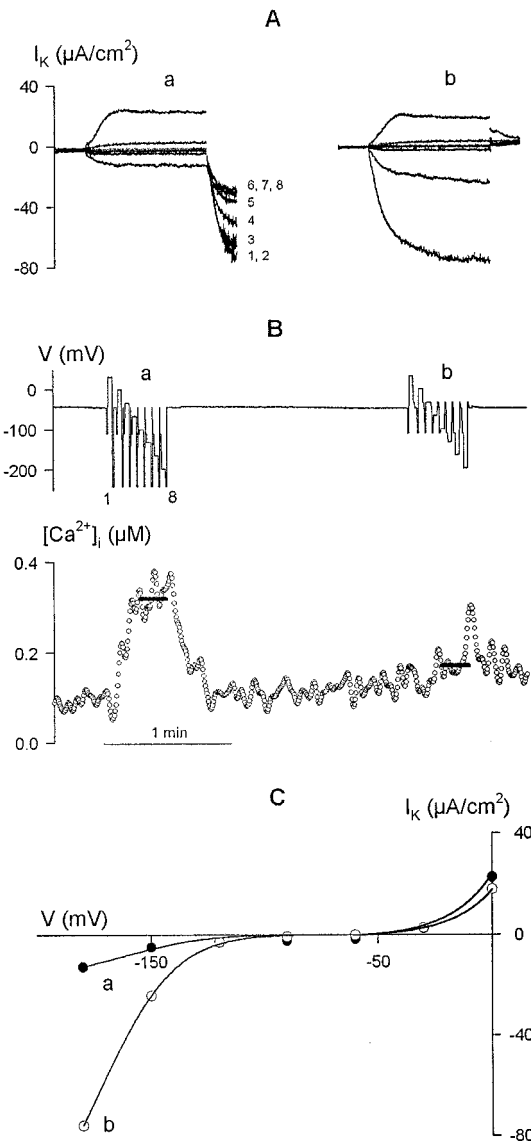 A
I_K (µA/cm²)
a
b
40
0
-40
-80
6, 7, 8
5
4
3
1, 2
B
V (mV)
a
b
0
-100
-200
1
8
[Ca²⁺]ᵢ (µM)
0.4
0.2
0.0
1 min
C
I_K (µA/cm²)
40
V (mV)
0
-150
-50
a
-40
b
-80